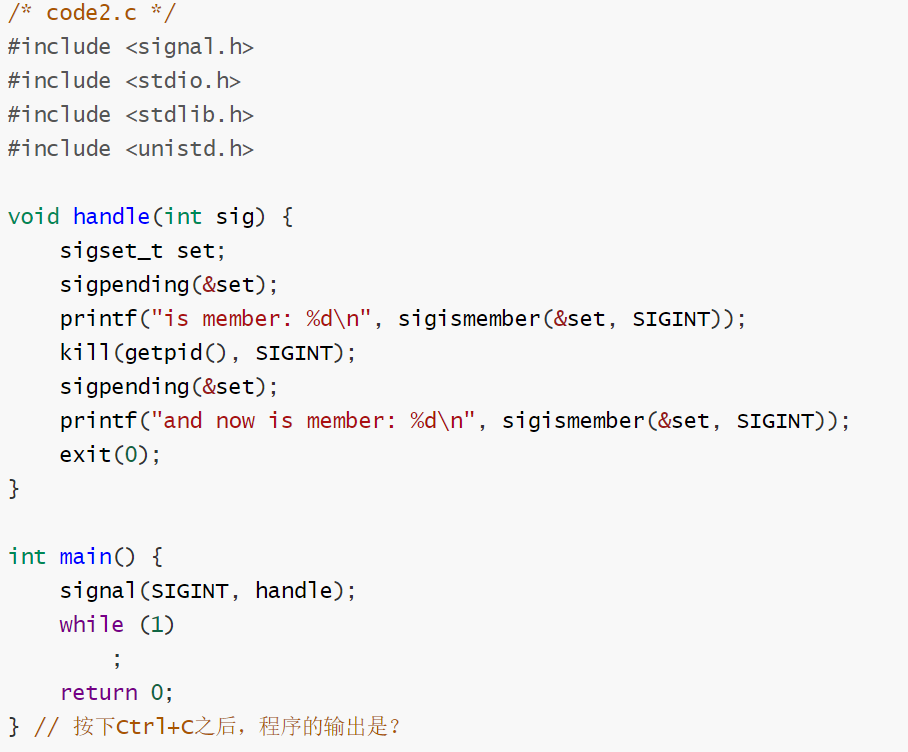 /* code2.c */
#include <signal.h>
#include <stdio.h>
#include <stdlib.h>
#include <unistd.h>

void handle(int sig) {
    sigset_t set;
    sigpending(&set);
    printf("is member: %d\n", sigismember(&set, SIGINT));
    kill(getpid(), SIGINT);
    sigpending(&set);
    printf("and now is member: %d\n", sigismember(&set, SIGINT));
    exit(0);
}

int main() {
    signal(SIGINT, handle);
    while (1)
        ;
    return 0;
} // 按下Ctrl+C之后，程序的输出是？